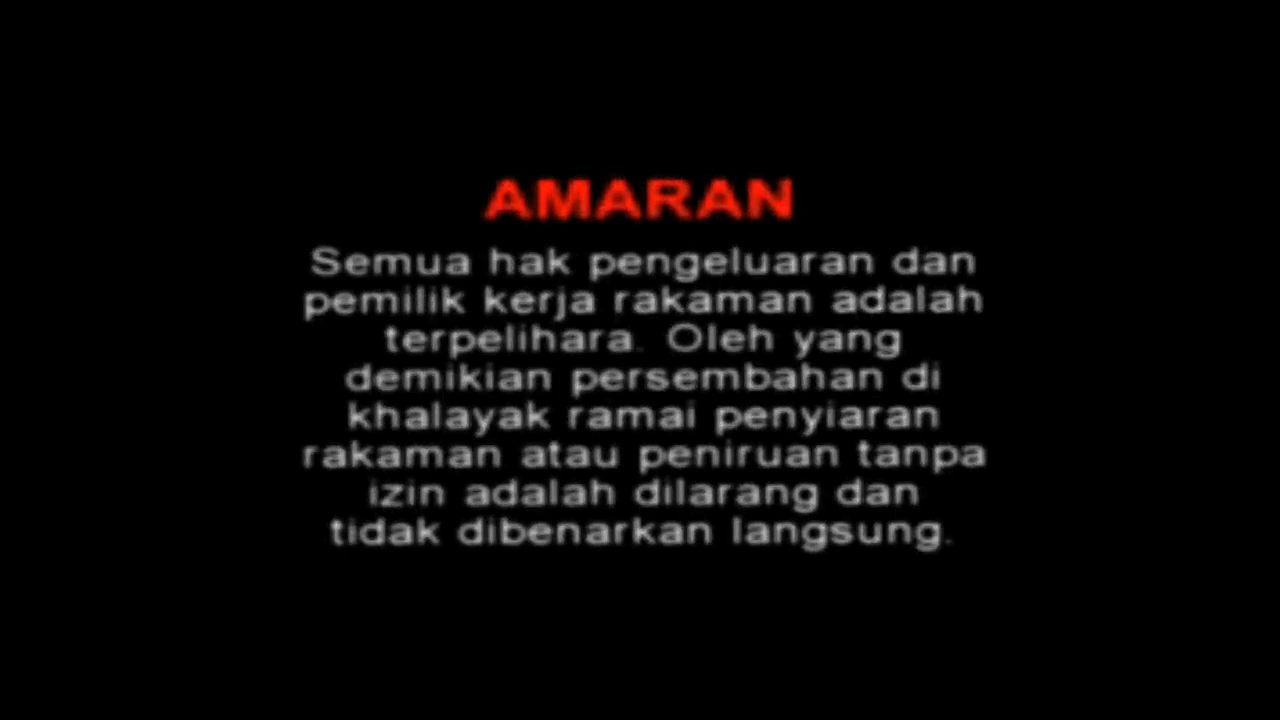 AMARAN
Semua hak pengeluaran dan
pemilik kerja rakaman adalah
terpelihara. Oleh yang
demikian persembahan di
khalayak ramai penyiaran
rakaman atau peniruan tanpa
izin adalah dilarang dan
tidak dibenarkan langsung.